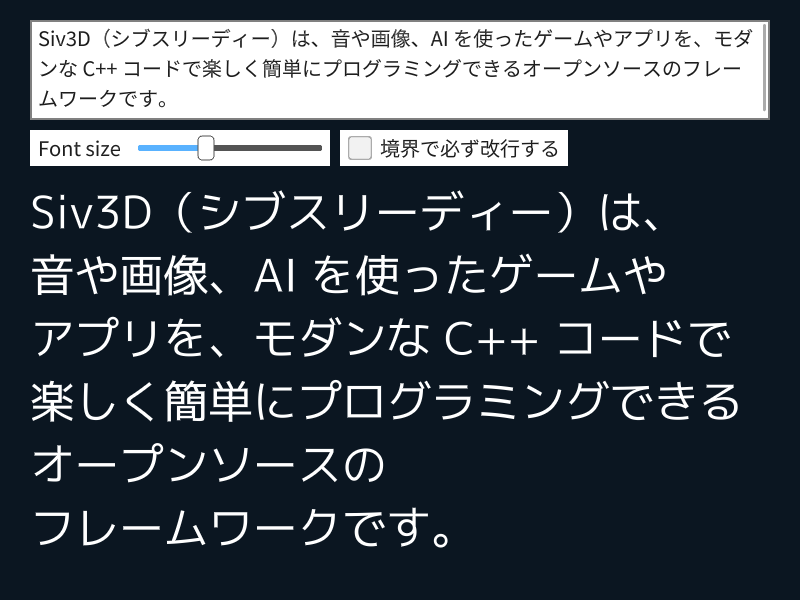 Siv3D（シブスリーディー）は、音や画像、AI を使ったゲームやアプリを、モダ
ンな C++ コードで楽しく簡単にプログラミングできるオープンソースのフレー
ムワークです。
Font size
境界で必ず改行する
Siv3D（シブスリーディー）は、
音や画像、AI を使ったゲームや
アプリを、モダンな C++ コードで
楽しく簡単にプログラミングできる
オープンソースの
フレームワークです。